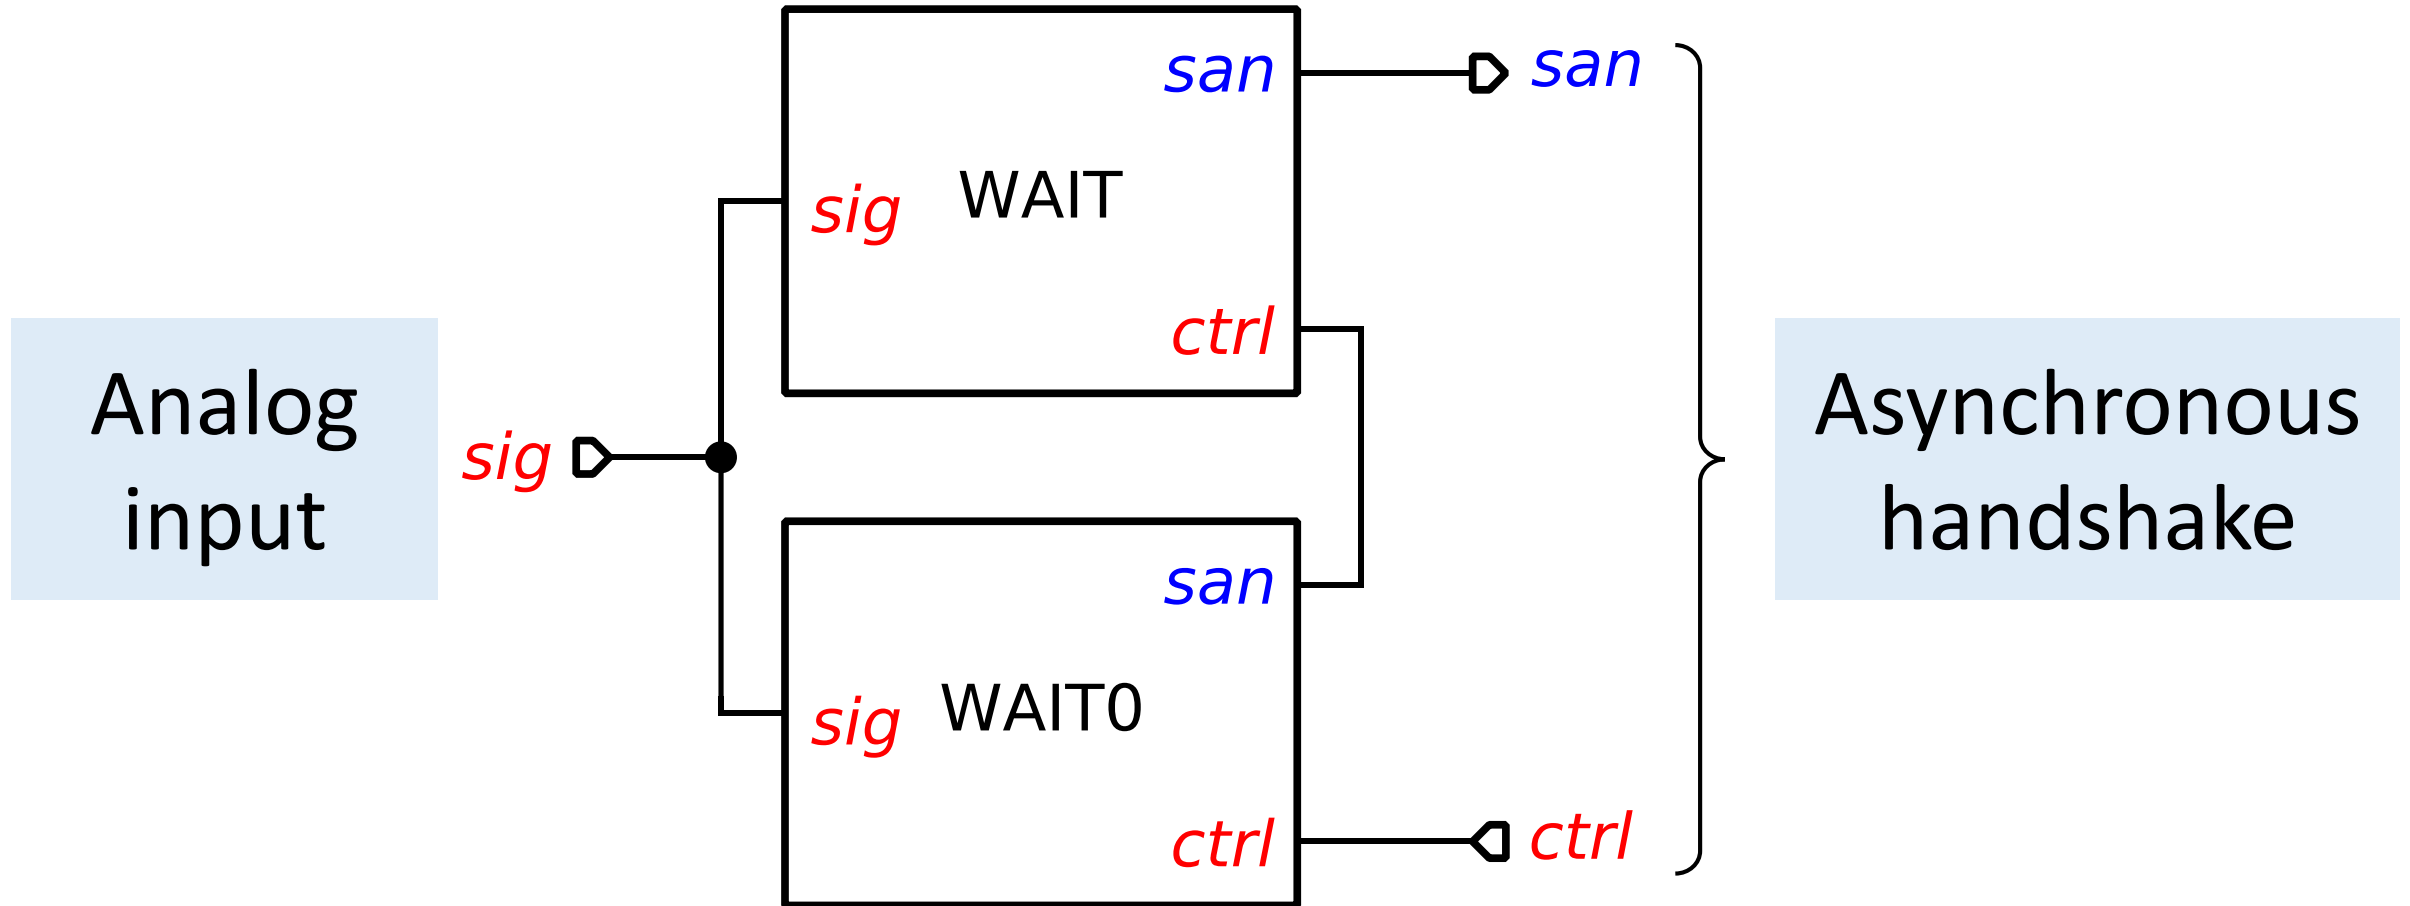 Analog
input
sig
san
sig
WAIT
ctrl
san
sig
WAIT0
ctrl
san
ctrl
Asynchronous
handshake